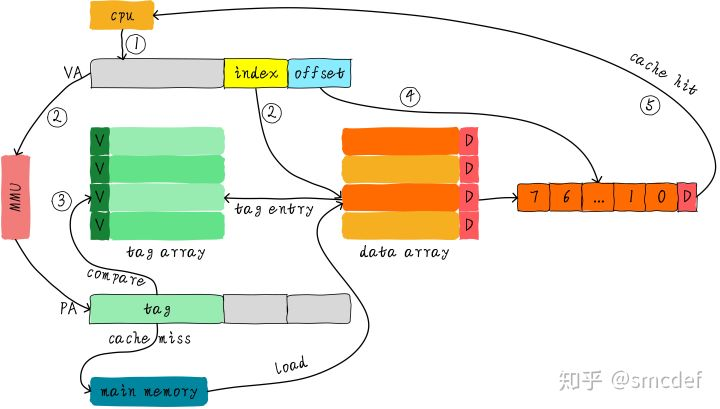 cpu
①
cache hit
VA
index
offset
④
⑤
②
②
V
D
V
D
MMU
③
V
tag entry
D
7 6 ... 1 0 D
V
D
tag array
data array
compare
PA
tag
cache miss
load
main memory
知乎 @smcdef